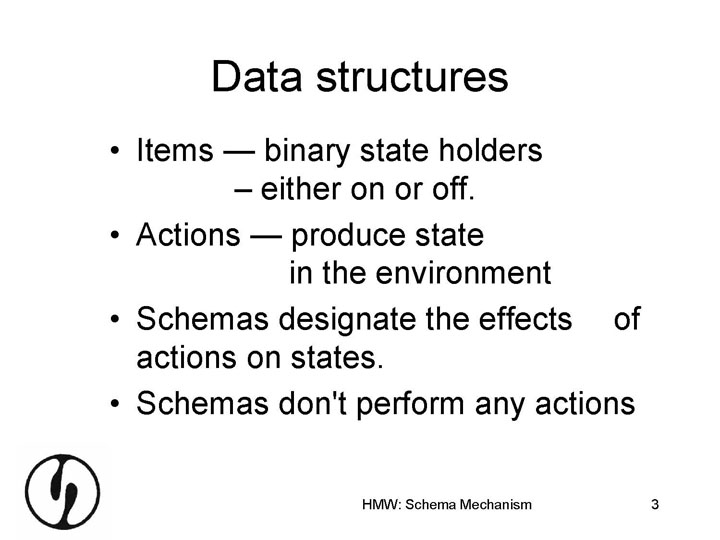 Data structures
• Items — binary state holders
– either on or off.
• Actions — produce state
in the environment
• Schemas designate the effects of
actions on states.
• Schemas don't perform any actions
HMW: Schema Mechanism
3